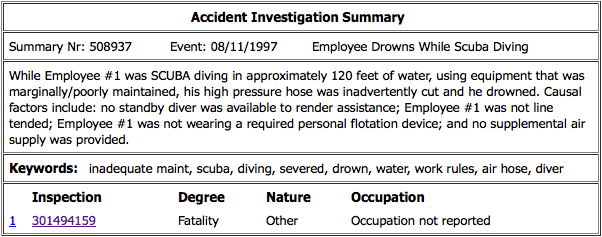 Accident Investigation Summary
Summary Nr: 508937 Event: 08/11/1997 Employee Drowns While Scuba Diving
While Employee #1 was SCUBA diving in approximately 120 feet of water, using equipment that was
marginally/poorly maintained, his high pressure hose was inadvertently cut and he drowned. Causal
factors include: no standby diver was available to render assistance; Employee #1 was not line
tended; Employee #1 was not wearing a required personal flotation device; and no supplemental air
supply was provided.
Keywords: inadequate maint, scuba, diving, severed, drown, water, work rules, air hose, diver
Inspection Degree Nature Occupation
1 301494159 Fatality Other Occupation not reported